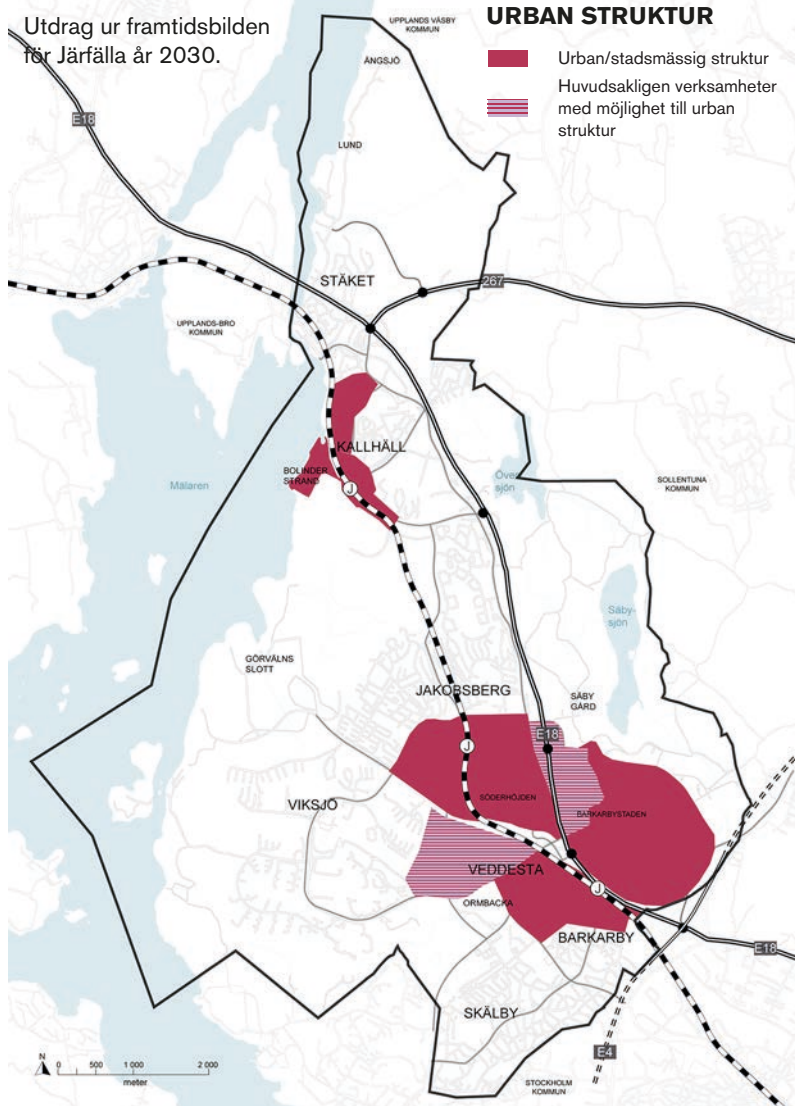 Utdrag ur framtidsbilden
för Järfälla år 2030.
URBAN STRUKTUR
Urban/stadsmässig struktur
Huvudsakligen verksamheter
med möjlighet till urban
struktur
UPPLANDS VÄSBY
KOMMUN
ÄNGSJÖ
E18
LUND
STÄKET
267
UPPLANDS-BRO
KOMMUN
KALLHÄLL
BOLINDER
STRAND
J
Mälaren
Över
sjön
SOLLENTUNA
KOMMUN
Säby-
sjön
GÖRVÄLNS
SLOTT
JAKOBSBERG
SÄBY
GÅRD
E18
J
SÖDERHÖJDEN
BARKARBYSTADEN
VIKSJÖ
VEDDESTA
J
ORMBACKA
BARKARBY
E18
SKÄLBY
E4
STOCKHOLM
KOMMUN
N
0 500 1 000 2 000
meter